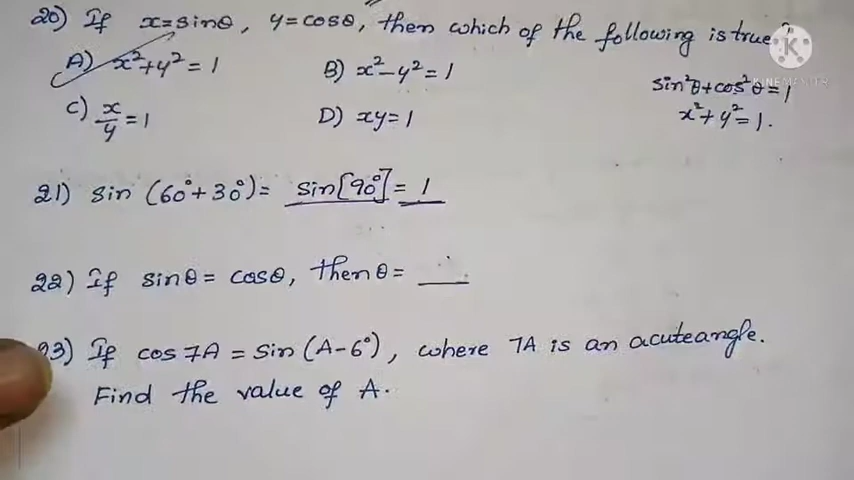 20) If x=sinθ, y=cosθ, then which of the following is true?
A) x²+y²=1 B) x²-y²=1
C) x/y=1 D) xy=1
sin²θ+cos²θ=1
x²+y²=1.
K
KINEMASTER
21) sin (60°+30°)= sin[90°]= 1
22) If sinθ= cosθ, then θ= __
23) If cos 7A = sin (A-6°), where 7A is an acuteangle.
Find the value of A.